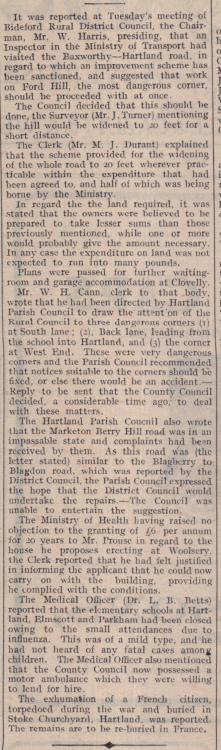 It was reported at Tuesday's meeting of
Bideford Rural District Council, the Chair-
man, Mr. W. Harris, presiding, that an
Inspector in the Ministry of Transport had
visited the Baxworthy—Hartland road, in
regard to which an improvement scheme has
been sanctioned, and suggested that work
on Ford Hill, the most dangerous corner,
should be proceeded with at once.
The Council decided that this should be
done, the Surveyor (Mr. J. Turner) mentioning
the hill would be widened to 20 feet for a
short distance.
The Clerk (Mr. M. J. Durant) explained
that the scheme provided for the widening
of the whole road to 20 feet wherever prac-
ticable within the expenditure that had
been agreed to, and half of which was being
borne by the Ministry.
In regard the the land required, it was
stated that the owners were believed to be
prepared to take lesser sums than those
previously mentioned, while one or more
would probably give the amount necessary.
In any case the expenditure on land was not
expected to run into many pounds.
Plans were passed for further waiting-
room and garage accommodation at Clovelly.
Mr. W. H. Cann, clerk to that body,
wrote that he had been directed by Hartland
Parish Council to draw the attent'on of the
Rural Council to three dangerous corners (1)
at South lane; (2), Back lane, leading from
the school into Hartland, and (3) the corner
at West End. These were very dangerous
corners and the Parish Council recommended
that notices suitable to the corners should be
fixed, or else there would be an accident.—
Reply to be sent that the County Council
decided, a considerable time ago, to deal
with these matters.
The Hartland Parish Council also wrote
that the Marketon Berry Hill road was in an
impassable state and complaints had been
received by them. As this road was (the
letter stated) similar to the Blagberry to
Blagdon road, which was reported by the
District Council, the Parish Council expressed
the hope that the District Council would
undertake the repairs.—The Council was
unable to entertain the suggestion.
The Ministry of Health having raised no
objection to the granting of £6 per annum
for 20 years to Mr. Prouse in regard to the
house he proposes erecting at Woolsery,
the Clerk reported that he had felt justified
in informing the applicant that he could now
carry on with the building, providing
he complied with the conditions.
The Medical Officer (Dr. E. B. Betts)
reported that the elementary schools at Hart-
land, Elmscott and Parkham had been closed
owing to the small attendances due to
influenza. This was of a mild type, and he
had not heard of any fatal cases among
children. The Medical Officer also mentioned
that the County Council now possessed a
motor ambulance which they were willing
to lend for hire.
The exhumation of a French citizen,
torpedoed during the war and buried in
Stoke Churchyard, Hartland, was reported.
The remains are to be re-buried in France.